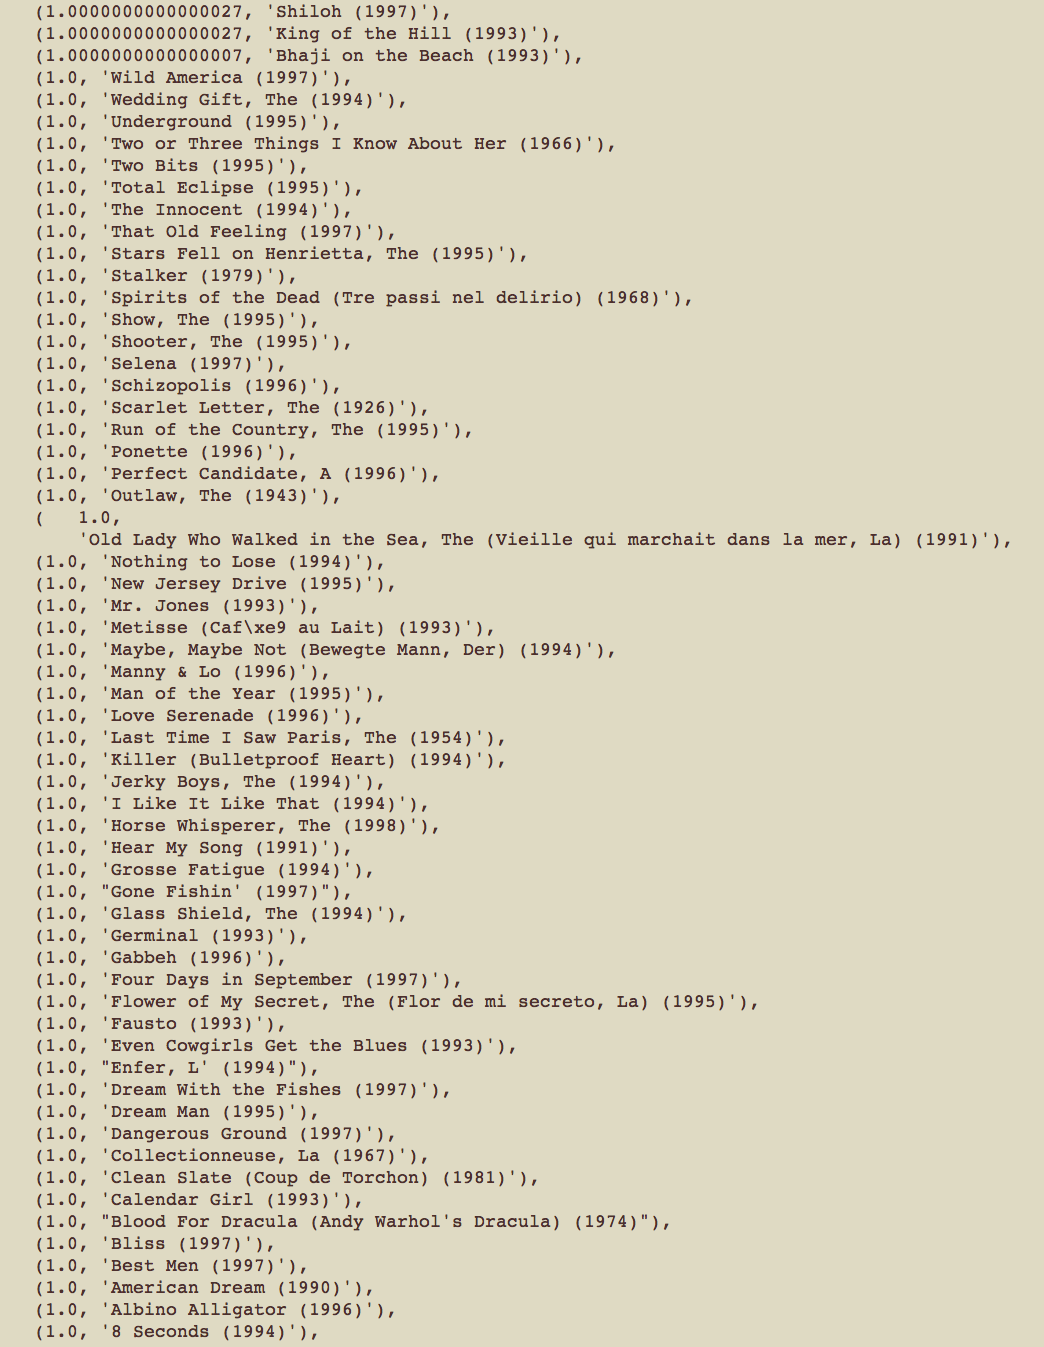 (1.0000000000000027, 'Shiloh (1997)'),
(1.0000000000000027, 'King of the Hill (1993)'),
(1.0000000000000007, 'Bhaji on the Beach (1993)'),
(1.0, 'Wild America (1997)'),
(1.0, 'Wedding Gift, The (1994)'),
(1.0, 'Underground (1995)'),
(1.0, 'Two or Three Things I Know About Her (1966)'),
(1.0, 'Two Bits (1995)'),
(1.0, 'Total Eclipse (1995)'),
(1.0, 'The Innocent (1994)'),
(1.0, 'That Old Feeling (1997)'),
(1.0, 'Stars Fell on Henrietta, The (1995)'),
(1.0, 'Stalker (1979)'),
(1.0, 'Spirits of the Dead (Tre passi nel delirio) (1968)'),
(1.0, 'Show, The (1995)'),
(1.0, 'Shooter, The (1995)'),
(1.0, 'Selena (1997)'),
(1.0, 'Schizopolis (1996)'),
(1.0, 'Scarlet Letter, The (1926)'),
(1.0, 'Run of the Country, The (1995)'),
(1.0, 'Ponette (1996)'),
(1.0, 'Perfect Candidate, A (1996)'),
(1.0, 'Outlaw, The (1943)'),
(   1.0,
    'Old Lady Who Walked in the Sea, The (Vieille qui marchait dans la mer, La) (1991)'),
(1.0, 'Nothing to Lose (1994)'),
(1.0, 'New Jersey Drive (1995)'),
(1.0, 'Mr. Jones (1993)'),
(1.0, 'Metisse (Caf\xe9 au Lait) (1993)'),
(1.0, 'Maybe, Maybe Not (Bewegte Mann, Der) (1994)'),
(1.0, 'Manny & Lo (1996)'),
(1.0, 'Man of the Year (1995)'),
(1.0, 'Love Serenade (1996)'),
(1.0, 'Last Time I Saw Paris, The (1954)'),
(1.0, 'Killer (Bulletproof Heart) (1994)'),
(1.0, 'Jerky Boys, The (1994)'),
(1.0, 'I Like It Like That (1994)'),
(1.0, 'Horse Whisperer, The (1998)'),
(1.0, 'Hear My Song (1991)'),
(1.0, 'Grosse Fatigue (1994)'),
(1.0, "Gone Fishin' (1997)"),
(1.0, 'Glass Shield, The (1994)'),
(1.0, 'Germinal (1993)'),
(1.0, 'Gabbeh (1996)'),
(1.0, 'Four Days in September (1997)'),
(1.0, 'Flower of My Secret, The (Flor de mi secreto, La) (1995)'),
(1.0, 'Fausto (1993)'),
(1.0, 'Even Cowgirls Get the Blues (1993)'),
(1.0, "Enfer, L' (1994)"),
(1.0, 'Dream With the Fishes (1997)'),
(1.0, 'Dream Man (1995)'),
(1.0, 'Dangerous Ground (1997)'),
(1.0, 'Collectionneuse, La (1967)'),
(1.0, 'Clean Slate (Coup de Torchon) (1981)'),
(1.0, 'Calendar Girl (1993)'),
(1.0, "Blood For Dracula (Andy Warhol's Dracula) (1974)"),
(1.0, 'Bliss (1997)'),
(1.0, 'Best Men (1997)'),
(1.0, 'American Dream (1990)'),
(1.0, 'Albino Alligator (1996)'),
(1.0, '8 Seconds (1994)'),